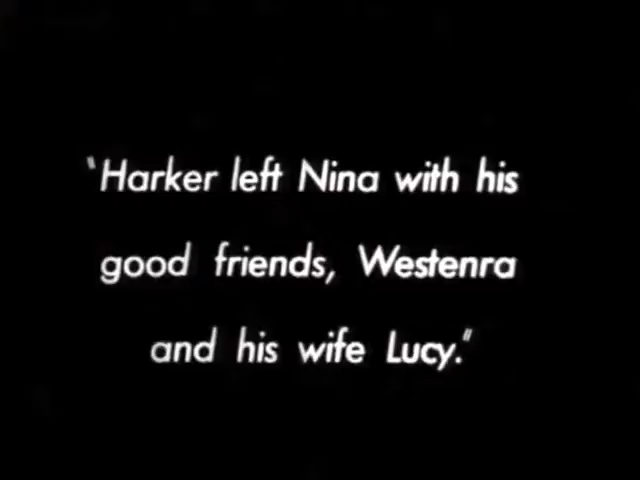 "Harker left Nina with his
good friends, Westenra
and his wife Lucy."